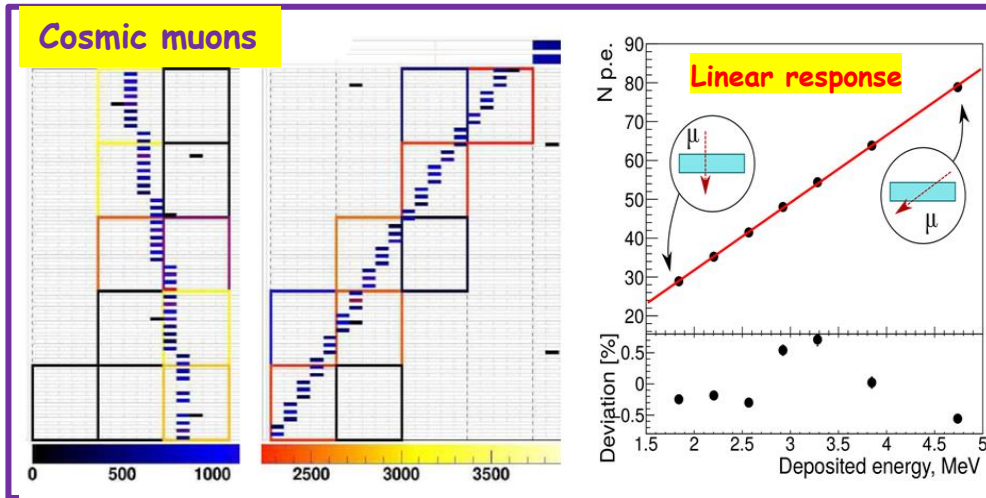 Cosmic muons
0 500 1000
2500 3000 3500
N p.e.
90
80
70
60
50
40
30
20
Linear response
μ
μ
Deviation [%]
0.5
0
-0.5
1.5 2 2.5 3 3.5 4 4.5 5
Deposited energy, MeV